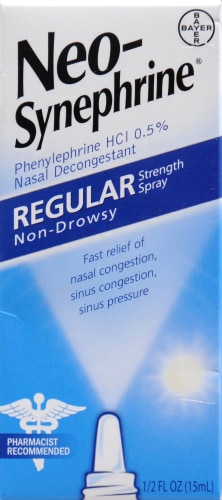 BAYER
BAYER
Neo-
Synephrine®
Phenylephrine HCl 0.5%
Nasal Decongestant
REGULAR Strength
Spray
Non-Drowsy
Fast relief of
nasal congestion,
sinus congestion,
sinus pressure
PHARMACIST
RECOMMENDED
1/2 FL OZ (15mL)